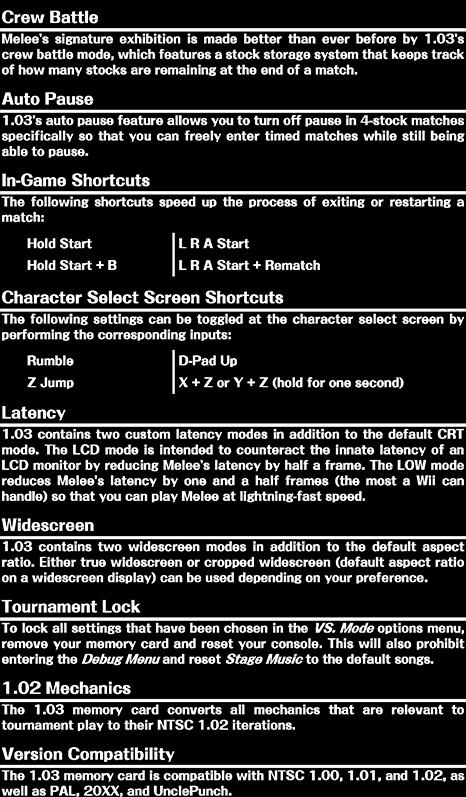 Crew Battle
Melee's signature exhibition is made better than ever before by 1.03's
crew battle mode, which features a stock storage system that keeps track
of how many stocks are remaining at the end of a match.
Auto Pause
1.03's auto pause feature allows you to turn off pause in 4-stock matches
specifically so that you can freely enter timed matches while still being
able to pause.
In-Game Shortcuts
The following shortcuts speed up the process of exiting or restarting a
match:
Hold Start L R A Start
Hold Start + B L R A Start + Rematch
Character Select Screen Shortcuts
The following settings can be toggled at the character select screen by
performing the corresponding inputs:
Rumble D-Pad Up
Z Jump X + Z or Y + Z (hold for one second)
Latency
1.03 contains two custom latency modes in addition to the default CRT
mode. The LCD mode is intended to counteract the innate latency of an
LCD monitor by reducing Melee's latency by half a frame. The LOW mode
reduces Melee's latency by one and a half frames (the most a Wii can
handle) so that you can play Melee at lightning-fast speed.
Widescreen
1.03 contains two widescreen modes in addition to the default aspect
ratio. Either true widescreen or cropped widescreen (default aspect ratio
on a widescreen display) can be used depending on your preference.
Tournament Lock
To lock all settings that have been chosen in the VS. Mode options menu,
remove your memory card and reset your console. This will also prohibit
entering the Debug Menu and reset Stage Music to the default songs.
1.02 Mechanics
The 1.03 memory card converts all mechanics that are relevant to
tournament play to their NTSC 1.02 iterations.
Version Compatibility
The 1.03 memory card is compatible with NTSC 1.00, 1.01, and 1.02, as
well as PAL, 20XX, and UnclePunch.